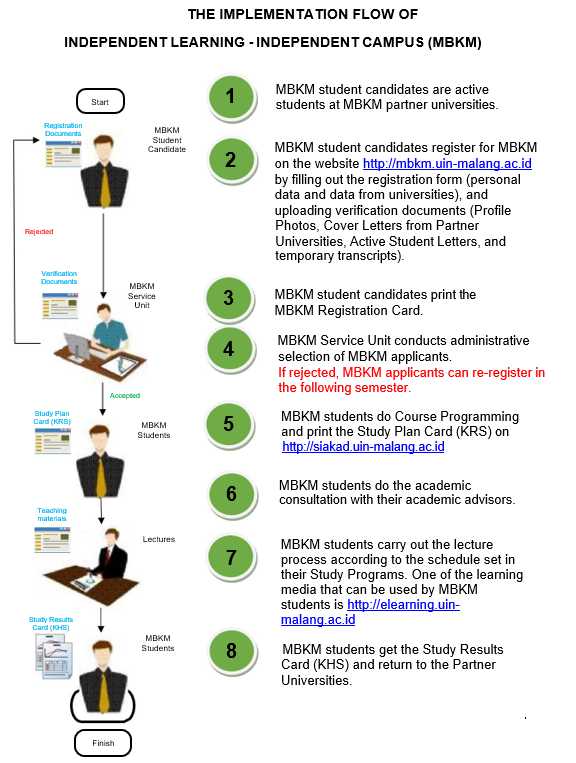 THE IMPLEMENTATION FLOW OF
INDEPENDENT LEARNING - INDEPENDENT CAMPUS (MBKM)
Start
Registration
Documents
MBKM
Student
Candidate
Rejected
Verification
Documents
MBKM
Service
Unit
Accepted
Study Plan
Card (KRS)
MBKM
Students
Teaching
materials
Lectures
Study Results
Card (KHS)
MBKM
Students
Finish
1
MBKM student candidates are active
students at MBKM partner universities.
2
MBKM student candidates register for MBKM
on the website http://mbkm.uin-malang.ac.id
by filling out the registration form (personal
data and data from universities), and
uploading verification documents (Profile
Photos, Cover Letters from Partner
Universities, Active Student Letters, and
temporary transcripts).
3
MBKM student candidates print the
MBKM Registration Card.
4
MBKM Service Unit conducts administrative
selection of MBKM applicants.
If rejected, MBKM applicants can re-register in
the following semester.
5
MBKM students do Course Programming
and print the Study Plan Card (KRS) on
http://siakad.uin-malang.ac.id
6
MBKM students do the academic
consultation with their academic advisors.
7
MBKM students carry out the lecture
process according to the schedule set in
their Study Programs. One of the learning
media that can be used by MBKM
students is http://elearning.uin-
malang.ac.id
8
MBKM students get the Study Results
Card (KHS) and return to the Partner
Universities.
.